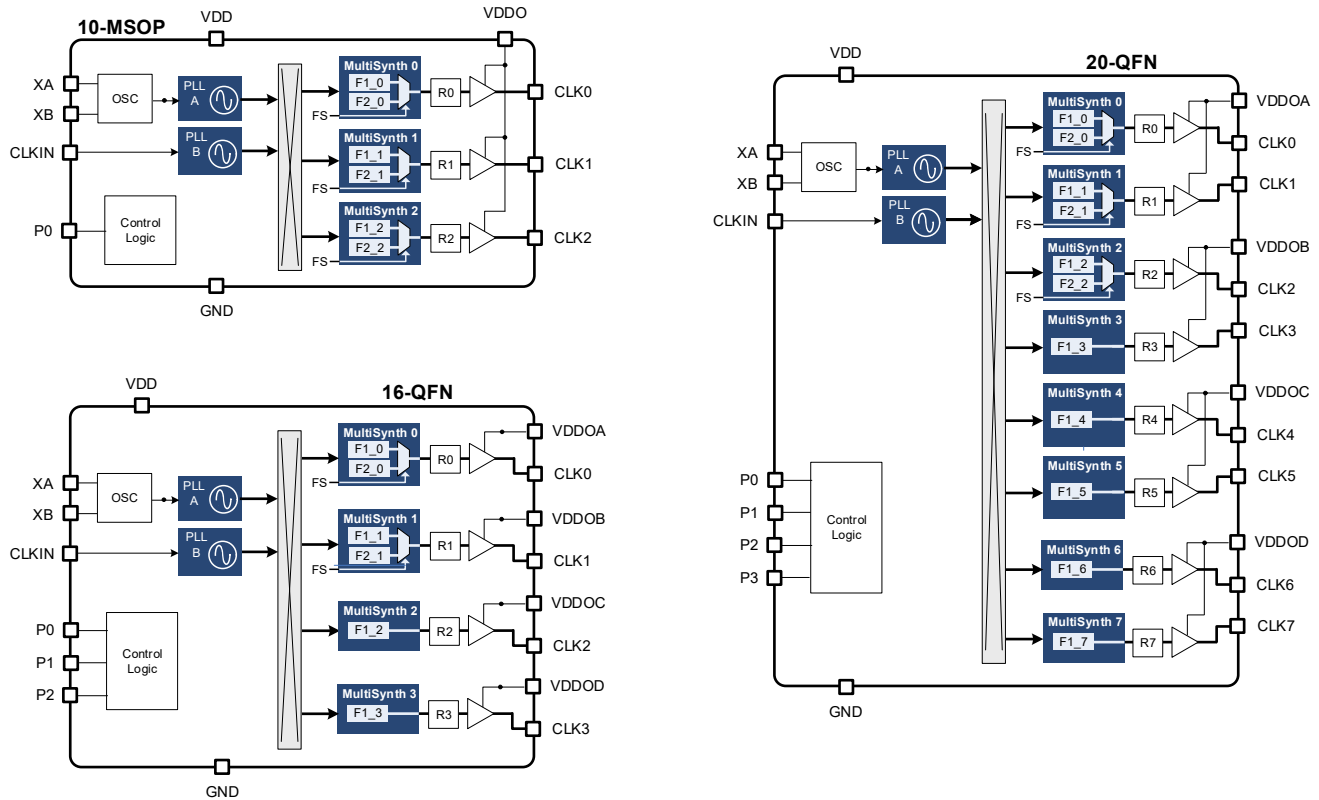 10-MSOP
VDD
VDDO
XA
XB
CLKIN
P0
OSC
PLL
A
PLL
B
Control
Logic
MultiSynth 0
F1_0
F2_0
FS
R0
CLK0
MultiSynth 1
F1_1
F2_1
FS
R1
CLK1
MultiSynth 2
F1_2
F2_2
FS
R2
CLK2
GND
16-QFN
VDD
XA
XB
CLKIN
P0
P1
P2
OSC
PLL
A
PLL
B
Control
Logic
MultiSynth 0
F1_0
F2_0
FS
R0
VDDOA
CLK0
MultiSynth 1
F1_1
F2_1
FS
R1
VDDOB
CLK1
MultiSynth 2
F1_2
R2
VDDOC
CLK2
MultiSynth 3
F1_3
R3
VDDOD
CLK3
GND
20-QFN
VDD
XA
XB
CLKIN
P0
P1
P2
P3
OSC
PLL
A
PLL
B
Control
Logic
MultiSynth 0
F1_0
F2_0
FS
R0
VDDOA
CLK0
MultiSynth 1
F1_1
F2_1
FS
R1
CLK1
MultiSynth 2
F1_2
F2_2
FS
R2
VDDOB
CLK2
MultiSynth 3
F1_3
R3
CLK3
MultiSynth 4
F1_4
R4
VDDOC
CLK4
MultiSynth 5
F1_5
R5
CLK5
MultiSynth 6
F1_6
R6
VDDOD
CLK6
MultiSynth 7
F1_7
R7
CLK7
GND